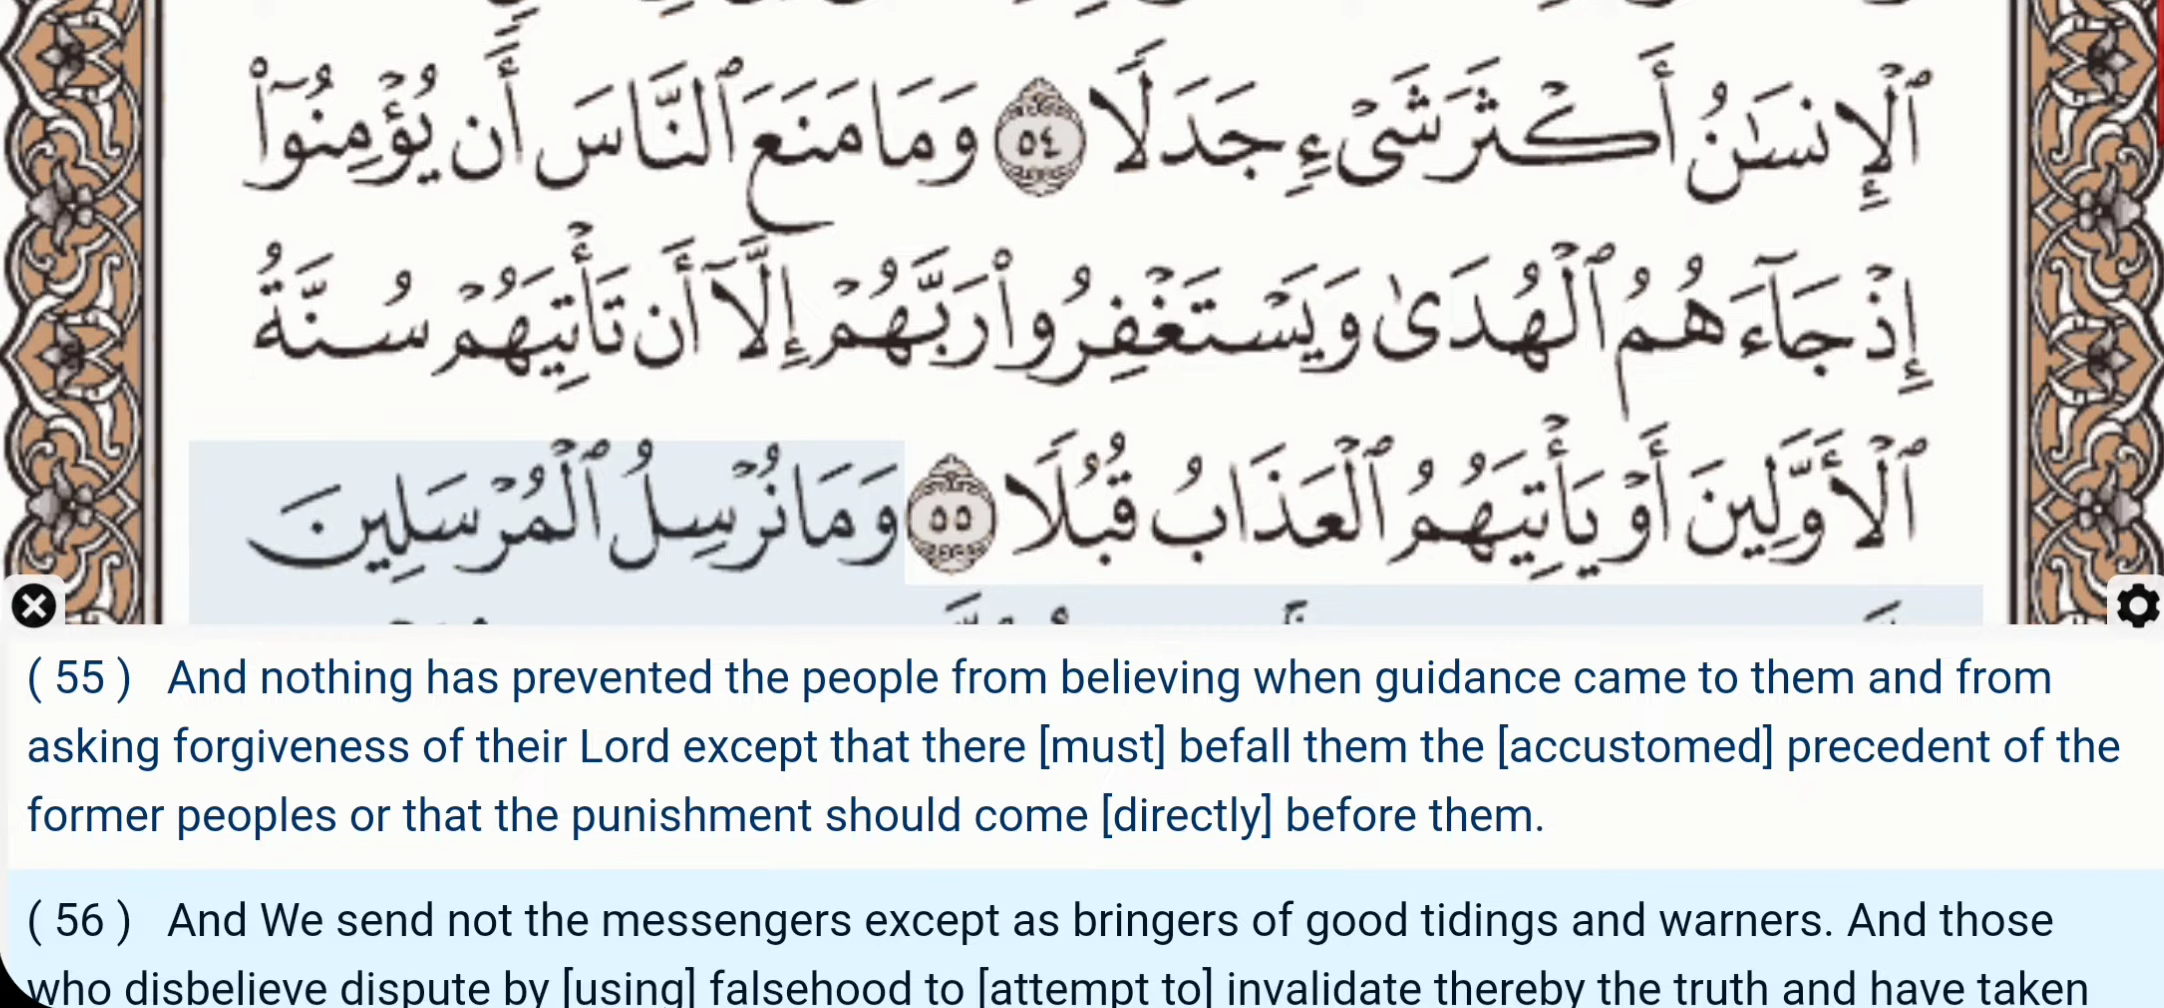 ٱلْإِنسَٰنُ أَكْثَرَ شَىْءٍ جَدَلًا ٥٤ وَمَا مَنَعَ ٱلنَّاسَ أَن يُؤْمِنُوٓا۟
إِذْ جَآءَهُمُ ٱلْهُدَىٰ وَيَسْتَغْفِرُوا۟ رَبَّهُمْ إِلَّآ أَن تَأْتِيَهُمْ سُنَّةُ
ٱلْأَوَّلِينَ أَوْ يَأْتِيَهُمُ ٱلْعَذَابُ قُبُلًا ٥٥ وَمَا نُرْسِلُ ٱلْمُرْسَلِينَ
( 55 ) And nothing has prevented the people from believing when guidance came to them and from
asking forgiveness of their Lord except that there [must] befall them the [accustomed] precedent of the
former peoples or that the punishment should come [directly] before them.
( 56 ) And We send not the messengers except as bringers of good tidings and warners. And those
who disbelieve dispute by [using] falsehood to [attempt to] invalidate thereby the truth and have taken